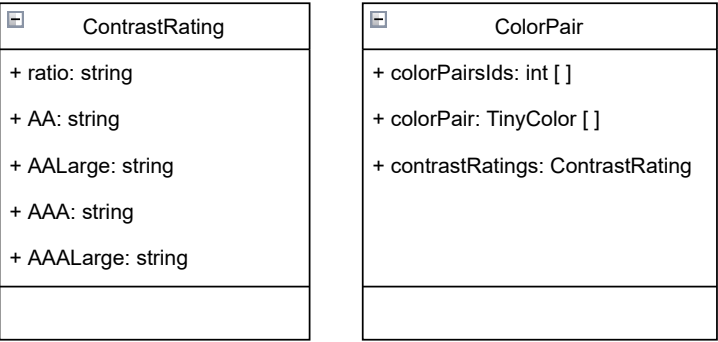 ContrastRating
+ ratio: string
+ AA: string
+ AALarge: string
+ AAA: string
+ AAALarge: string
ColorPair
+ colorPairsIds: int [ ]
+ colorPair: TinyColor [ ]
+ contrastRatings: ContrastRating